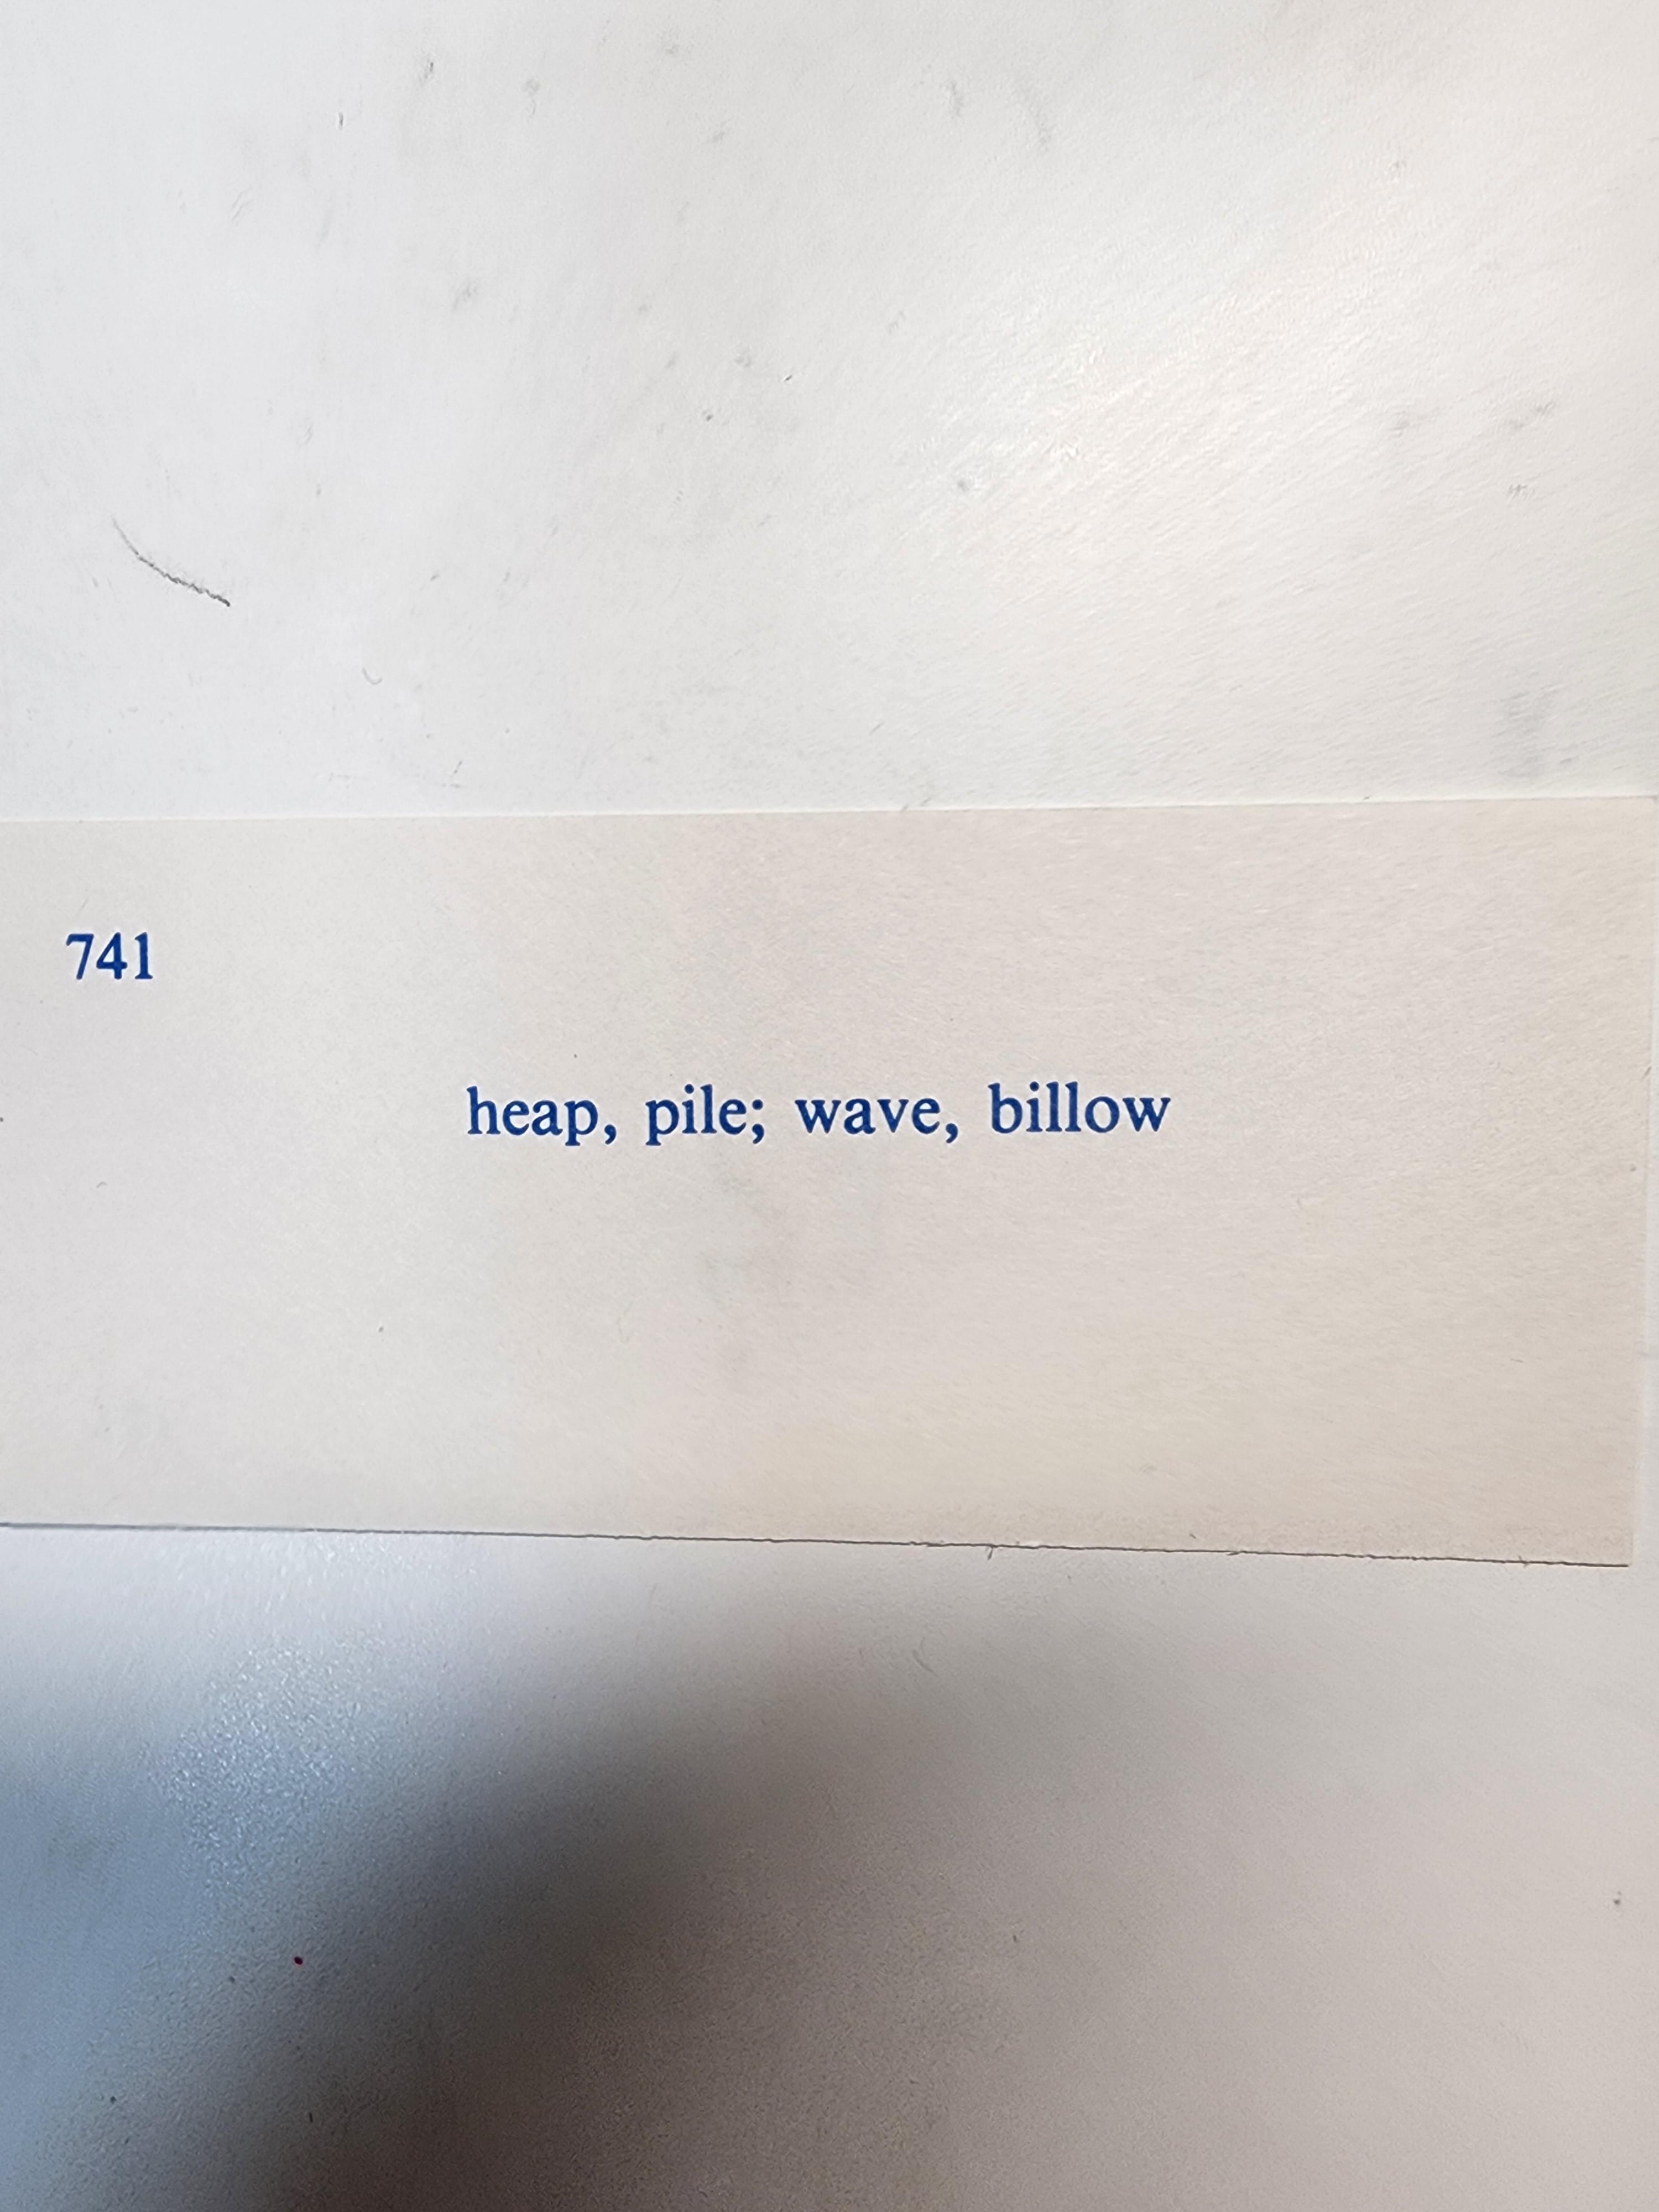 741
heap, pile; wave, billow